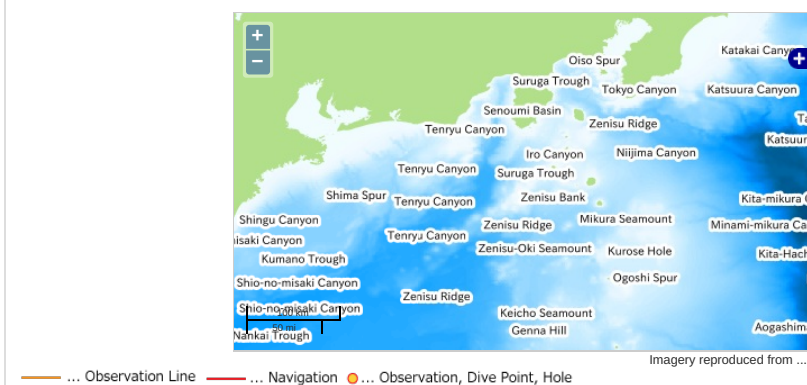 +
−
Katakai Canyo
+
Oiso Spur
Suruga Trough
Tokyo Canyon
Katsuura Canyon
Senoumi Basin
Ta
Tenryu Canyon
Zenisu Ridge
Katsuur
Iro Canyon
Niijima Canyon
Tenryu Canyon
Suruga Trough
Shima Spur
Tenryu Canyon
Zenisu Bank
Kita-mikura C
Shingu Canyon
Zenisu Ridge
Mikura Seamount
Minami-mikura Ca
isaki Canyon
Tenryu Canyon
Zenisu-Oki Seamount
Kurose Hole
Kita-Hach
Kumano Trough
Shio-no-misaki Canyon
Ogoshi Spur
Zenisu Ridge
Shio-no-misaki Canyon
100 km
50 mi
Keicho Seamount
Genna Hill
Aogashim
Nankai Trough
Imagery reproduced from ...
... Observation Line ... Navigation ... Observation, Dive Point, Hole